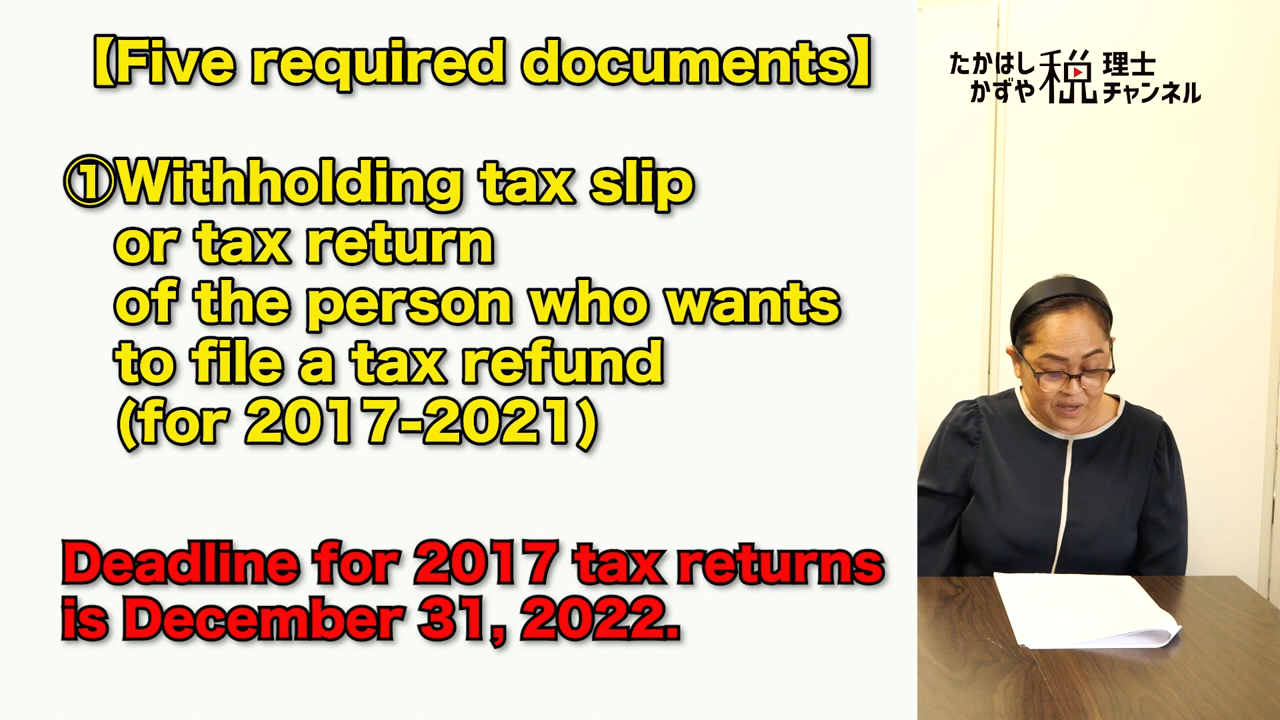 【Five required documents】
①Withholding tax slip
or tax return
of the person who wants
to file a tax refund
(for 2017-2021)
Deadline for 2017 tax returns
is December 31, 2022.
たかはし
かずや
税
理士
チャンネル